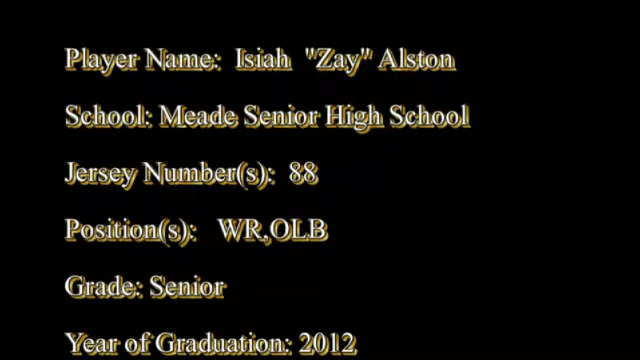 Player Name: Isiah "Zay" Alston
School: Meade Senior High School
Jersey Number(s): 88
Position(s): WR,OLB
Grade: Senior
Year of Graduation: 2012